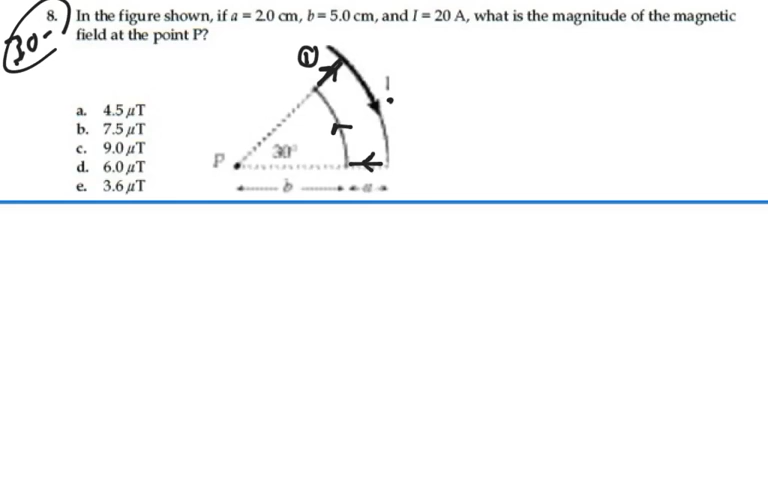 8. In the figure shown, if a = 2.0 cm, b = 5.0 cm, and I = 20 A, what is the magnitude of the magnetic
field at the point P?
30-
①
I
a. 4.5 μT
b. 7.5 μT
c. 9.0 μT
d. 6.0 μT
e. 3.6 μT
P
30°
b
a